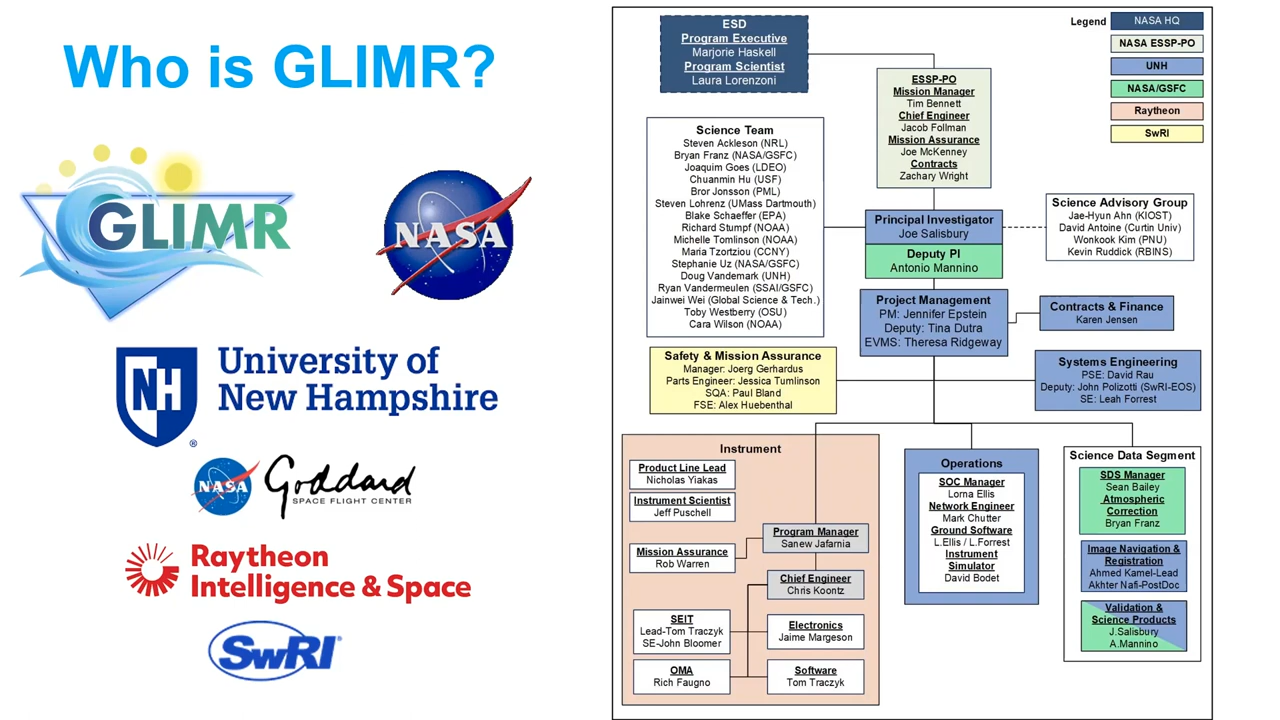 Who is GLIMR?
GLIMR
NASA
University of
New Hampshire
NH
®
NASA
Goddard
SPACE FLIGHT CENTER
Raytheon
Intelligence & Space
SwRI®
Legend
NASA HQ
NASA ESSP-PO
UNH
NASA/GSFC
Raytheon
SwRI
ESD
Program Executive
Marjorie Haskell
Program Scientist
Laura Lorenzoni
ESSP-PO
Mission Manager
Tim Bennett
Chief Engineer
Jacob Follman
Mission Assurance
Joe McKenney
Contracts
Zachary Wright
Science Team
Steven Ackleson (NRL)
Bryan Franz (NASA/GSFC)
Joaquim Goes (LDEO)
Chuanmin Hu (USF)
Bror Jonsson (PML)
Steven Lohrenz (UMass Dartmouth)
Blake Schaeffer (EPA)
Richard Stumpf (NOAA)
Michelle Tomlinson (NOAA)
Maria Tzortziou (CCNY)
Stephanie Uz (NASA/GSFC)
Doug Vandemark (UNH)
Ryan Vandermeulen (SSAI/GSFC)
Jainwei Wei (Global Science & Tech.)
Toby Westberry (OSU)
Cara Wilson (NOAA)
Principal Investigator
Joe Salisbury
Deputy PI
Antonio Mannino
Science Advisory Group
Jae-Hyun Ahn (KIOST)
David Antoine (Curtin Univ)
Wonkook Kim (PNU)
Kevin Ruddick (RBINS)
Project Management
PM: Jennifer Epstein
Deputy: Tina Dutra
EVMS: Theresa Ridgeway
Contracts & Finance
Karen Jensen
Safety & Mission Assurance
Manager: Joerg Gerhardus
Parts Engineer: Jessica Tumlinson
SQA: Paul Bland
FSE: Alex Huebenthal
Systems Engineering
PSE: David Rau
Deputy: John Polizotti (SwRI-EOS)
SE: Leah Forrest
Instrument
Product Line Lead
Nicholas Yiakas
Instrument Scientist
Jeff Puschell
Program Manager
Sanew Jafarnia
Mission Assurance
Rob Warren
Chief Engineer
Chris Koontz
SEIT
Lead-Tom Traczyk
SE-John Bloomer
Electronics
Jaime Margeson
OMA
Rich Faugno
Software
Tom Traczyk
Operations
SOC Manager
Lorna Ellis
Network Engineer
Mark Chutter
Ground Software
L.Ellis / L.Forrest
Instrument
Simulator
David Bodet
Science Data Segment
SDS Manager
Sean Bailey
Atmospheric
Correction
Bryan Franz
Image Navigation &
Registration
Ahmed Kamel-Lead
Akhter Nafi-PostDoc
Validation &
Science Products
J.Salisbury
A.Mannino